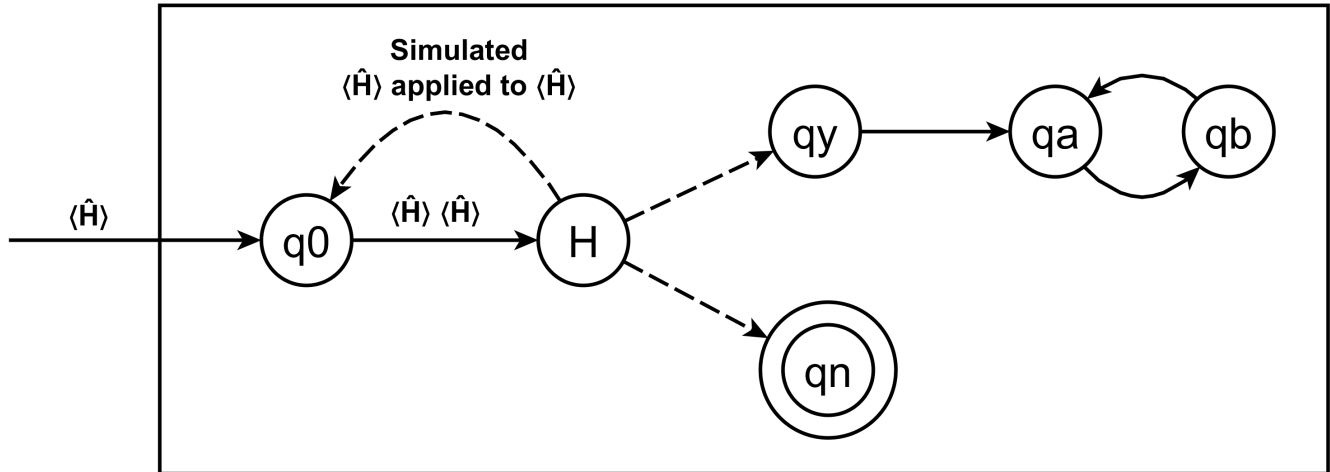 Simulated
⟨Ĥ⟩ applied to ⟨Ĥ⟩
qy
qa
qb
⟨Ĥ⟩
q0
⟨Ĥ⟩ ⟨Ĥ⟩
H
qn